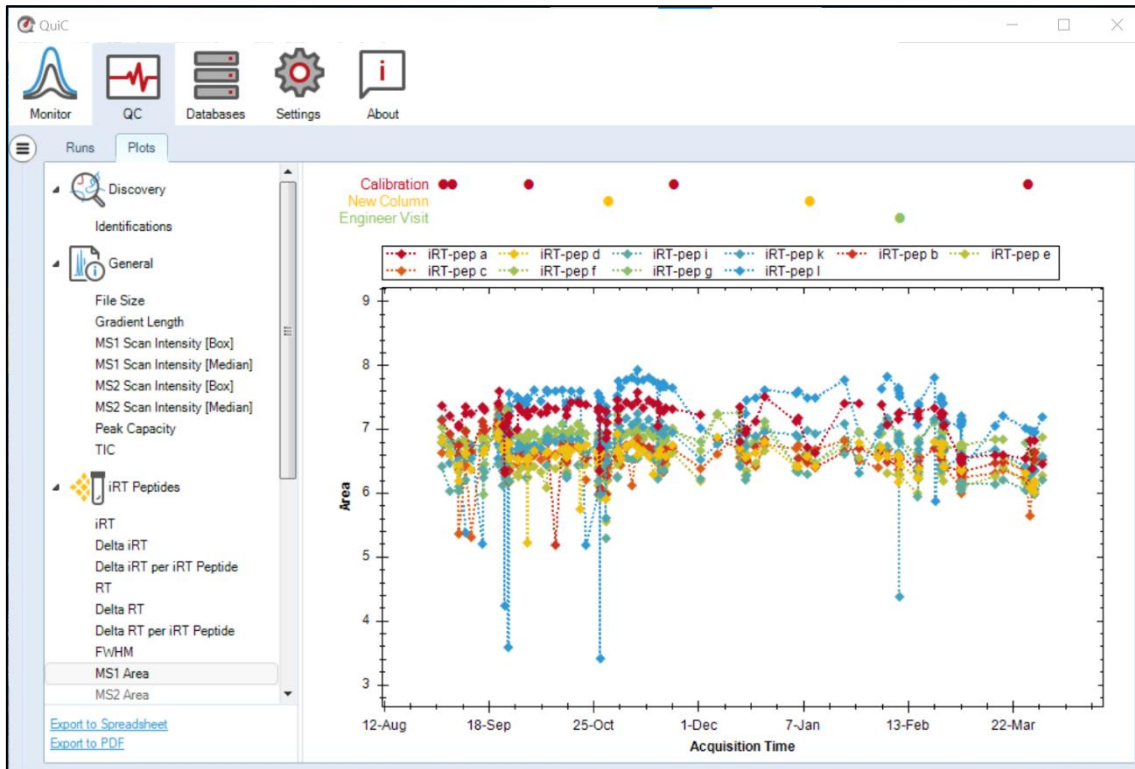 QuiC
Monitor QC Databases Settings About
Runs Plots
Discovery
Identifications
General
File Size
Gradient Length
MS1 Scan Intensity [Box]
MS1 Scan Intensity [Median]
MS2 Scan Intensity [Box]
MS2 Scan Intensity [Median]
Peak Capacity
TIC
iRT Peptides
iRT
Delta iRT
Delta iRT per iRT Peptide
RT
Delta RT
Delta RT per iRT Peptide
FWHM
MS1 Area
MS2 Area
Export to Spreadsheet
Export to PDF
Calibration
New Column
Engineer Visit
iRT-pep a iRT-pep d iRT-pep i iRT-pep k iRT-pep b iRT-pep e
iRT-pep c iRT-pep f iRT-pep g iRT-pep l
Area
9
8
7
6
5
4
3
12-Aug 18-Sep 25-Oct 1-Dec 7-Jan 13-Feb 22-Mar
Acquisition Time